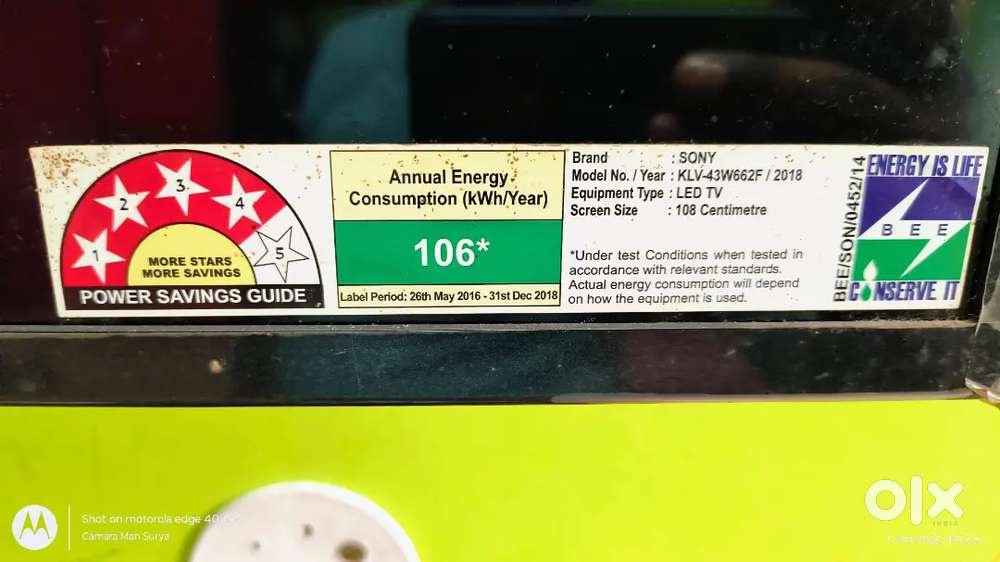 1
2
3
4
5
MORE STARS
MORE SAVINGS
POWER SAVINGS GUIDE
Annual Energy
Consumption (kWh/Year)
106*
Label Period: 26th May 2016 - 31st Dec 2018
Brand : SONY
Model No. / Year : KLV-43W662F / 2018
Equipment Type : LED TV
Screen Size : 108 Centimetre
*Under test Conditions when tested in
accordance with relevant standards.
Actual energy consumption will depend
on how the equipment is used.
BEE/SON/0452/14
ENERGY IS LIFE
BEE
CONSERVE IT
Shot on motorola edge 40
Camara Man Surya
olx
INDIA